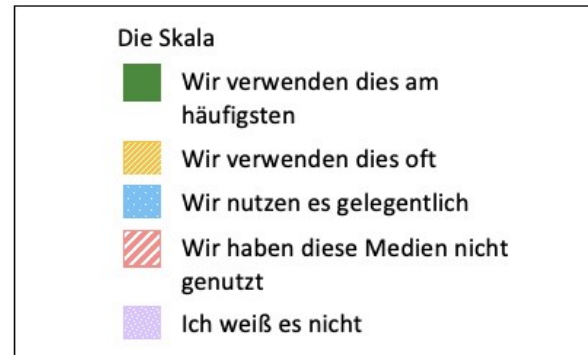 Die Skala
Wir verwenden dies am
häufigsten
Wir verwenden dies oft
Wir nutzen es gelegentlich
Wir haben diese Medien nicht
genutzt
Ich weiß es nicht